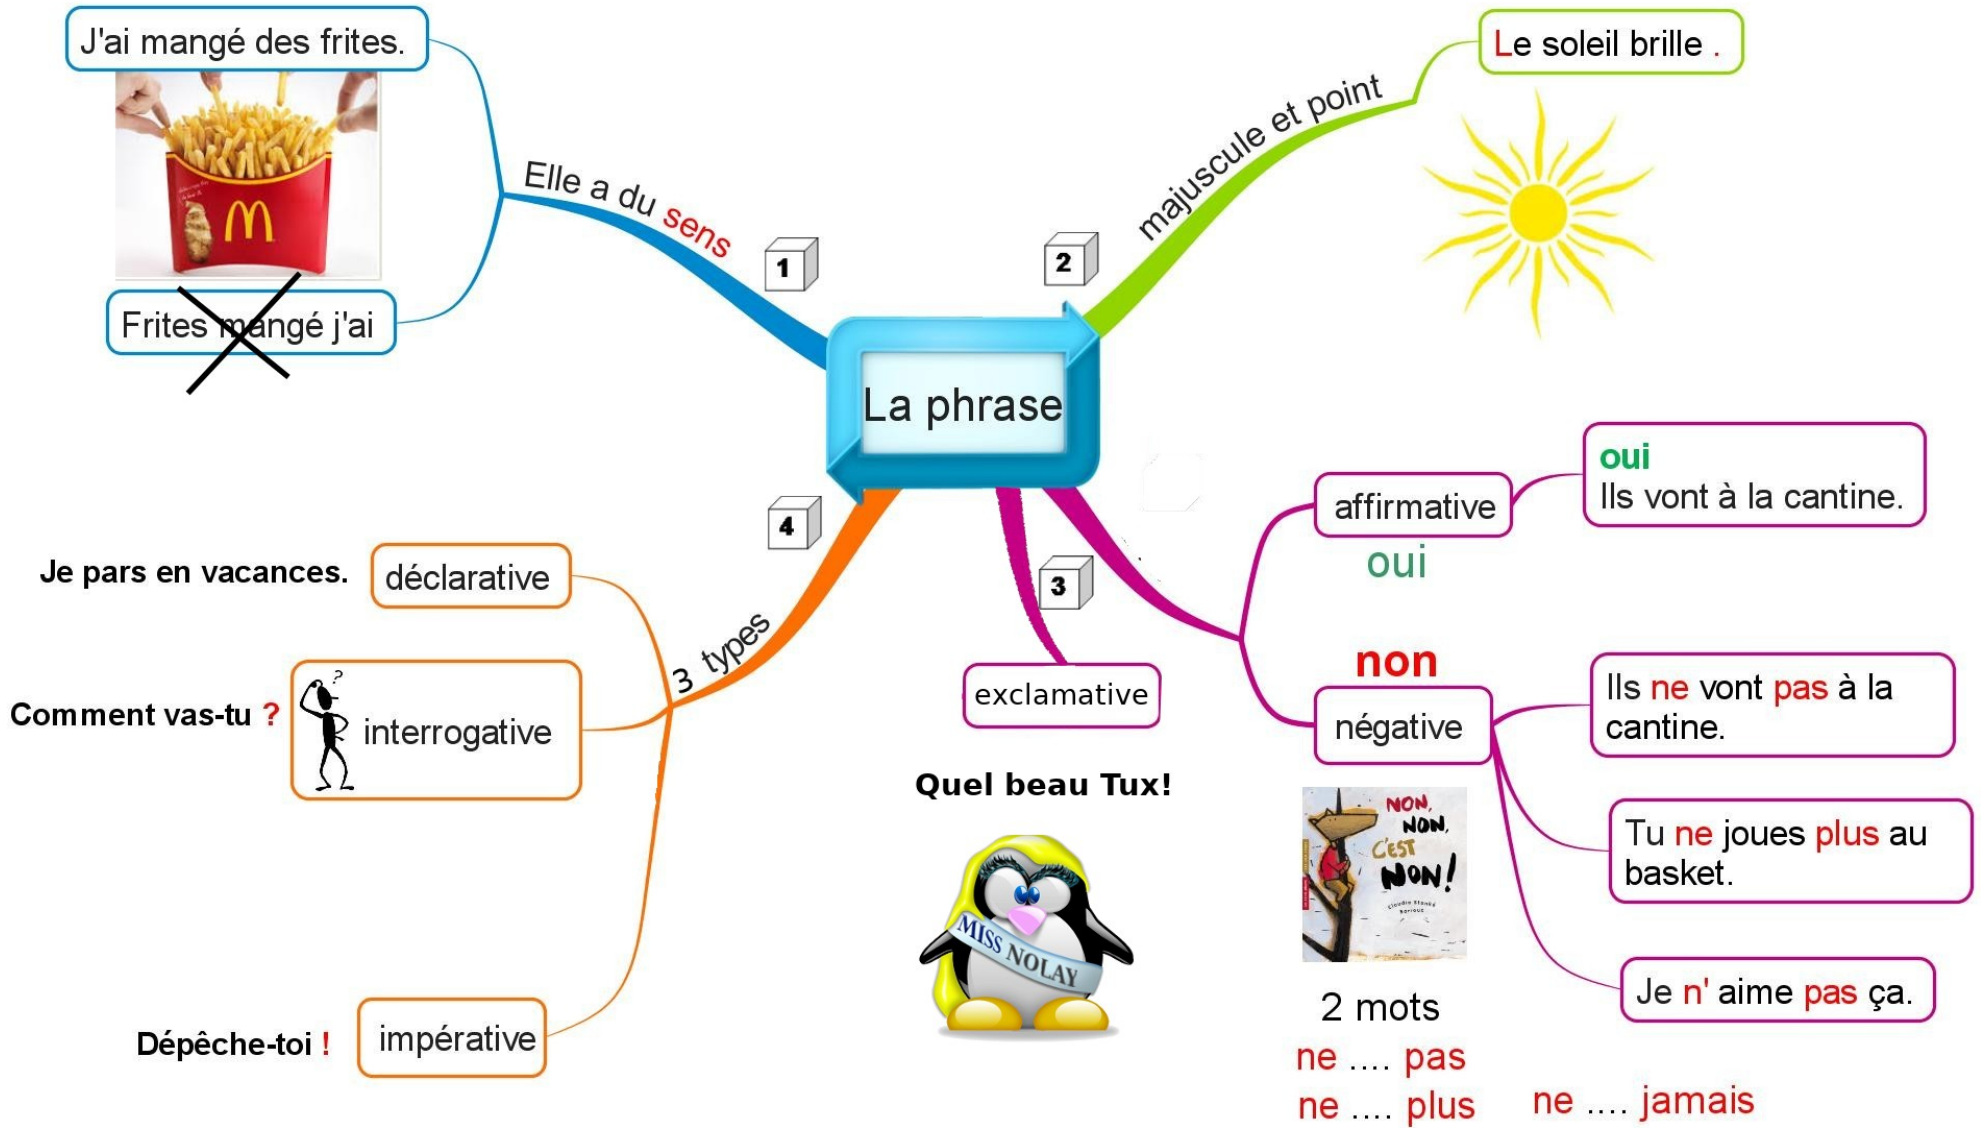 La phrase
1
Elle a du sens
J'ai mangé des frites.
M
Frites mangé j'ai
2
majuscule et point
Le soleil brille .
3
affirmative
oui
oui
Ils vont à la cantine.
non
négative
Ils ne vont pas à la
cantine.
Tu ne joues plus au
basket.
Je n' aime pas ça.
NON,
NON,
C'EST
NON!
2 mots
ne .... pas
ne .... plus
ne .... jamais
exclamative
Quel beau Tux!
MISS NOLAY
4
3 types
déclarative
Je pars en vacances.
?
interrogative
Comment vas-tu ?
impérative
Dépêche-toi !